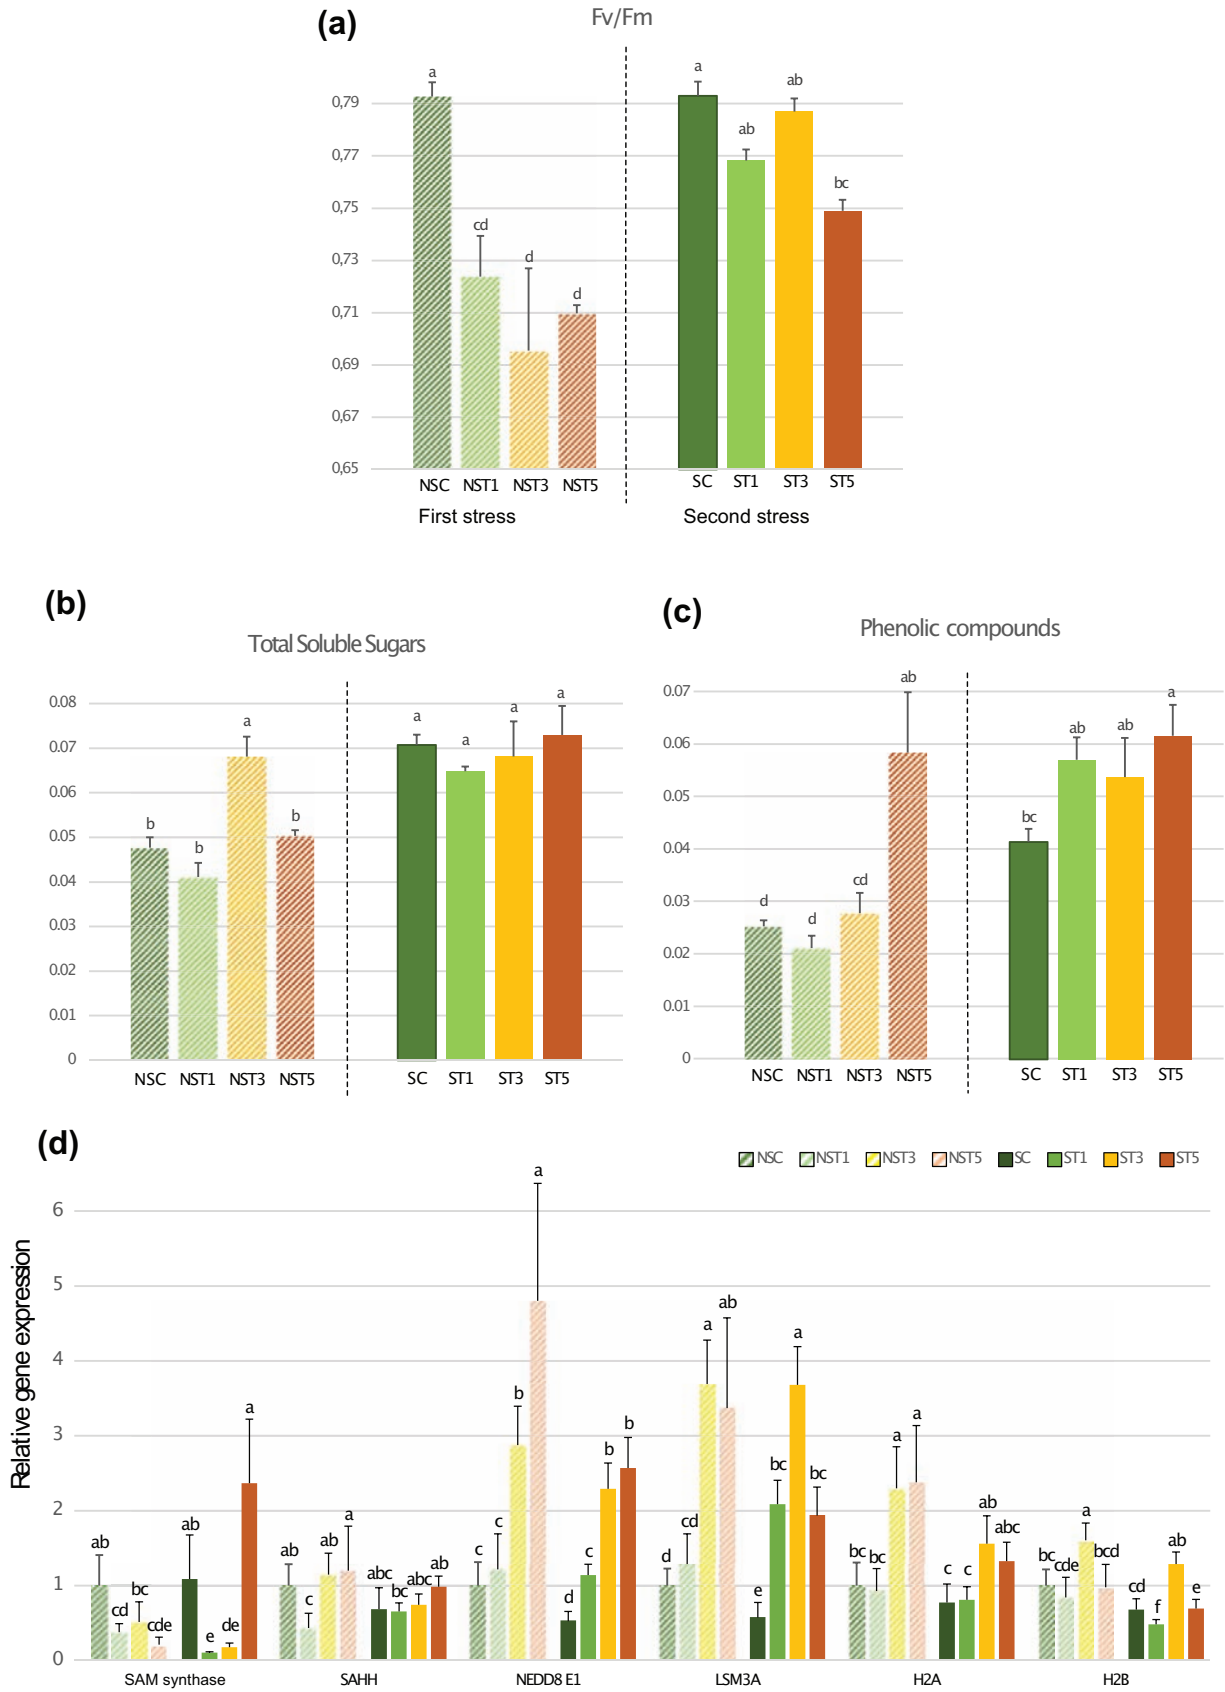 (a)
Fv/Fm
a
cd
d
d
a
ab
ab
bc
0,79
0,77
0,75
0,73
0,71
0,69
0,67
0,65
NSC NST1 NST3 NST5 SC ST1 ST3 ST5
First stress Second stress
(b)
Total Soluble Sugars
0.08
0.07
0.06
0.05
0.04
0.03
0.02
0.01
0
b b a b a a a a
NSC NST1 NST3 NST5 SC ST1 ST3 ST5
(c)
Phenolic compounds
0.07
0.06
0.05
0.04
0.03
0.02
0.01
0
d d cd ab bc ab ab a
NSC NST1 NST3 NST5 SC ST1 ST3 ST5
(d)
NSC NST1 NST3 NST5 SC ST1 ST3 ST5
Relative gene expression
6
5
4
3
2
1
0
ab cd bc cde ab e de a
ab c ab a abc bc abc ab
c c b a d c b b
d cd a ab e bc a bc
bc bc a a c c ab abc
bc cde a bcd cd f ab e
SAM synthase SAHH NEDD8 E1 LSM3A H2A H2B